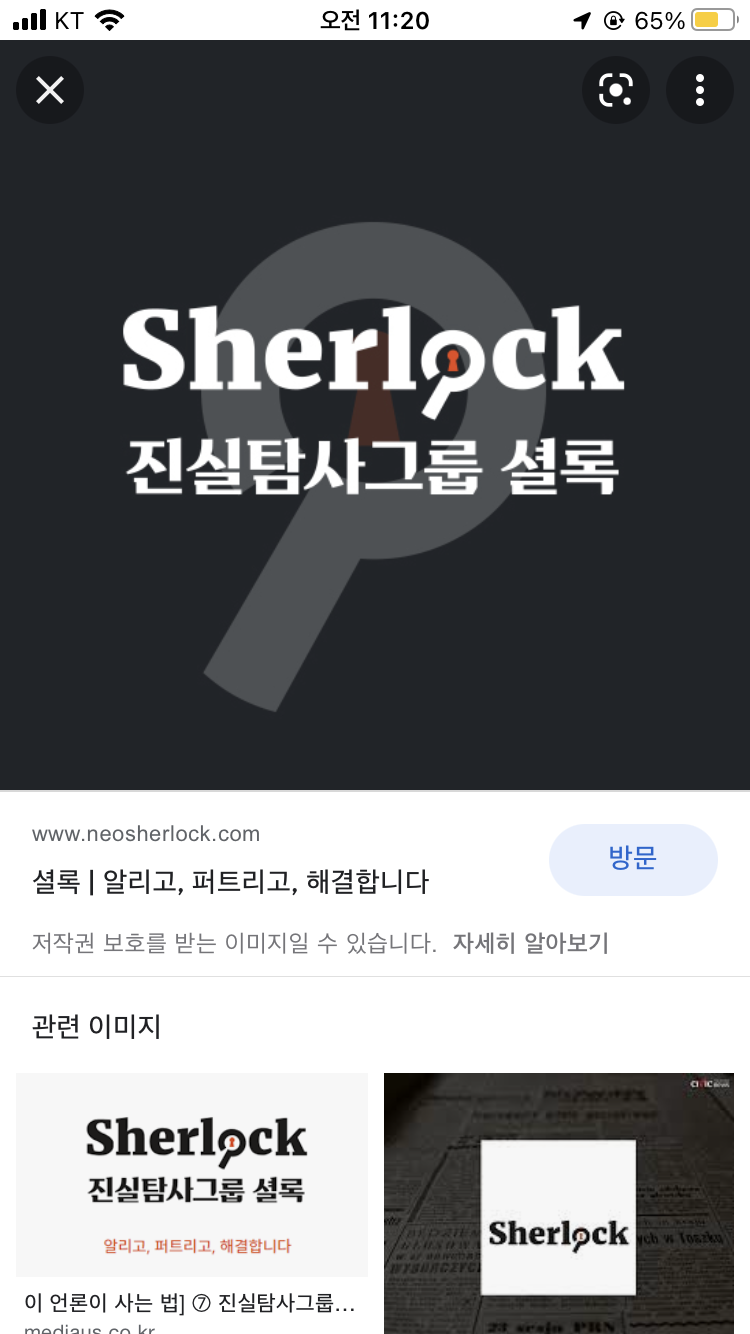 KT 오전 11:20 65%
Sherlock
진실탐사그룹 셜록
www.neosherlock.com
셜록 | 알리고, 퍼트리고, 해결합니다
방문
저작권 보호를 받는 이미지일 수 있습니다. 자세히 알아보기
관련 이미지
Sherlock
진실탐사그룹 셜록
알리고, 퍼트리고, 해결합니다
이 언론이 사는 법] ⑦ 진실탐사그룹...
mediaus.co.kr
CIVIC
Sherlock